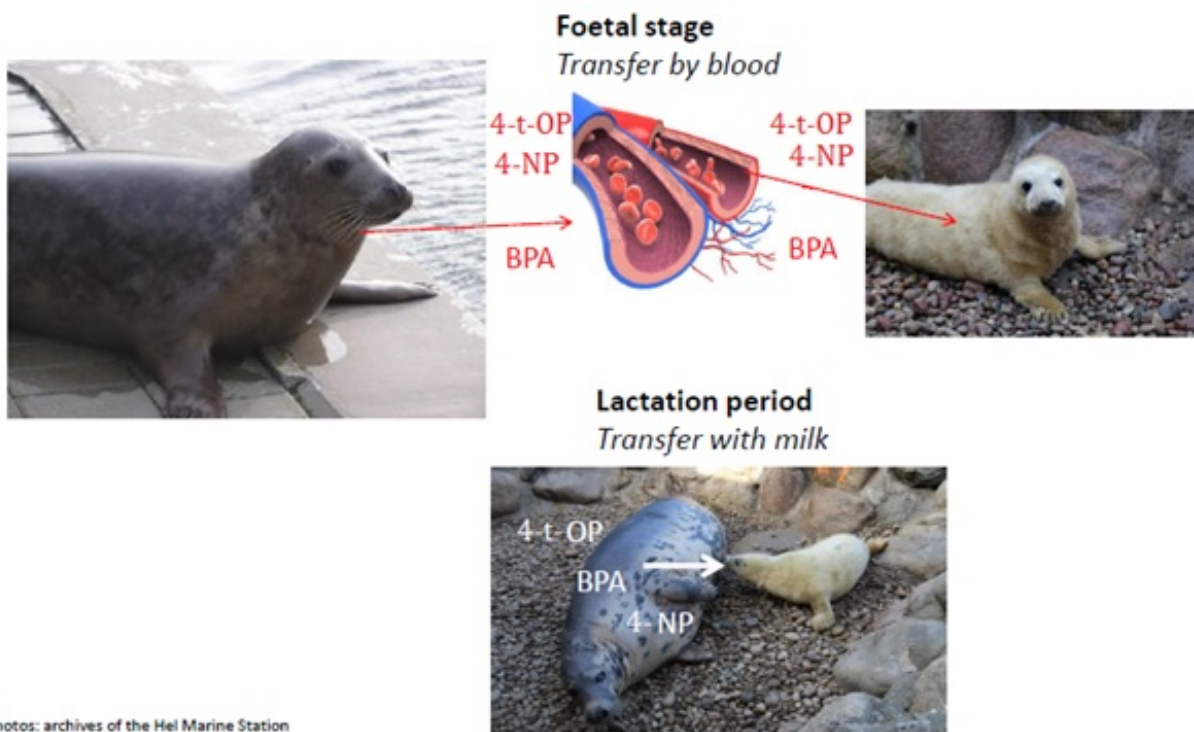 Foetal stage
Transfer by blood
4-t-OP
4-NP
BPA
4-t-OP
4-NP
BPA
Lactation period
Transfer with milk
4-t-OP
BPA
4-NP
hotos: archives of the Hel Marine Station